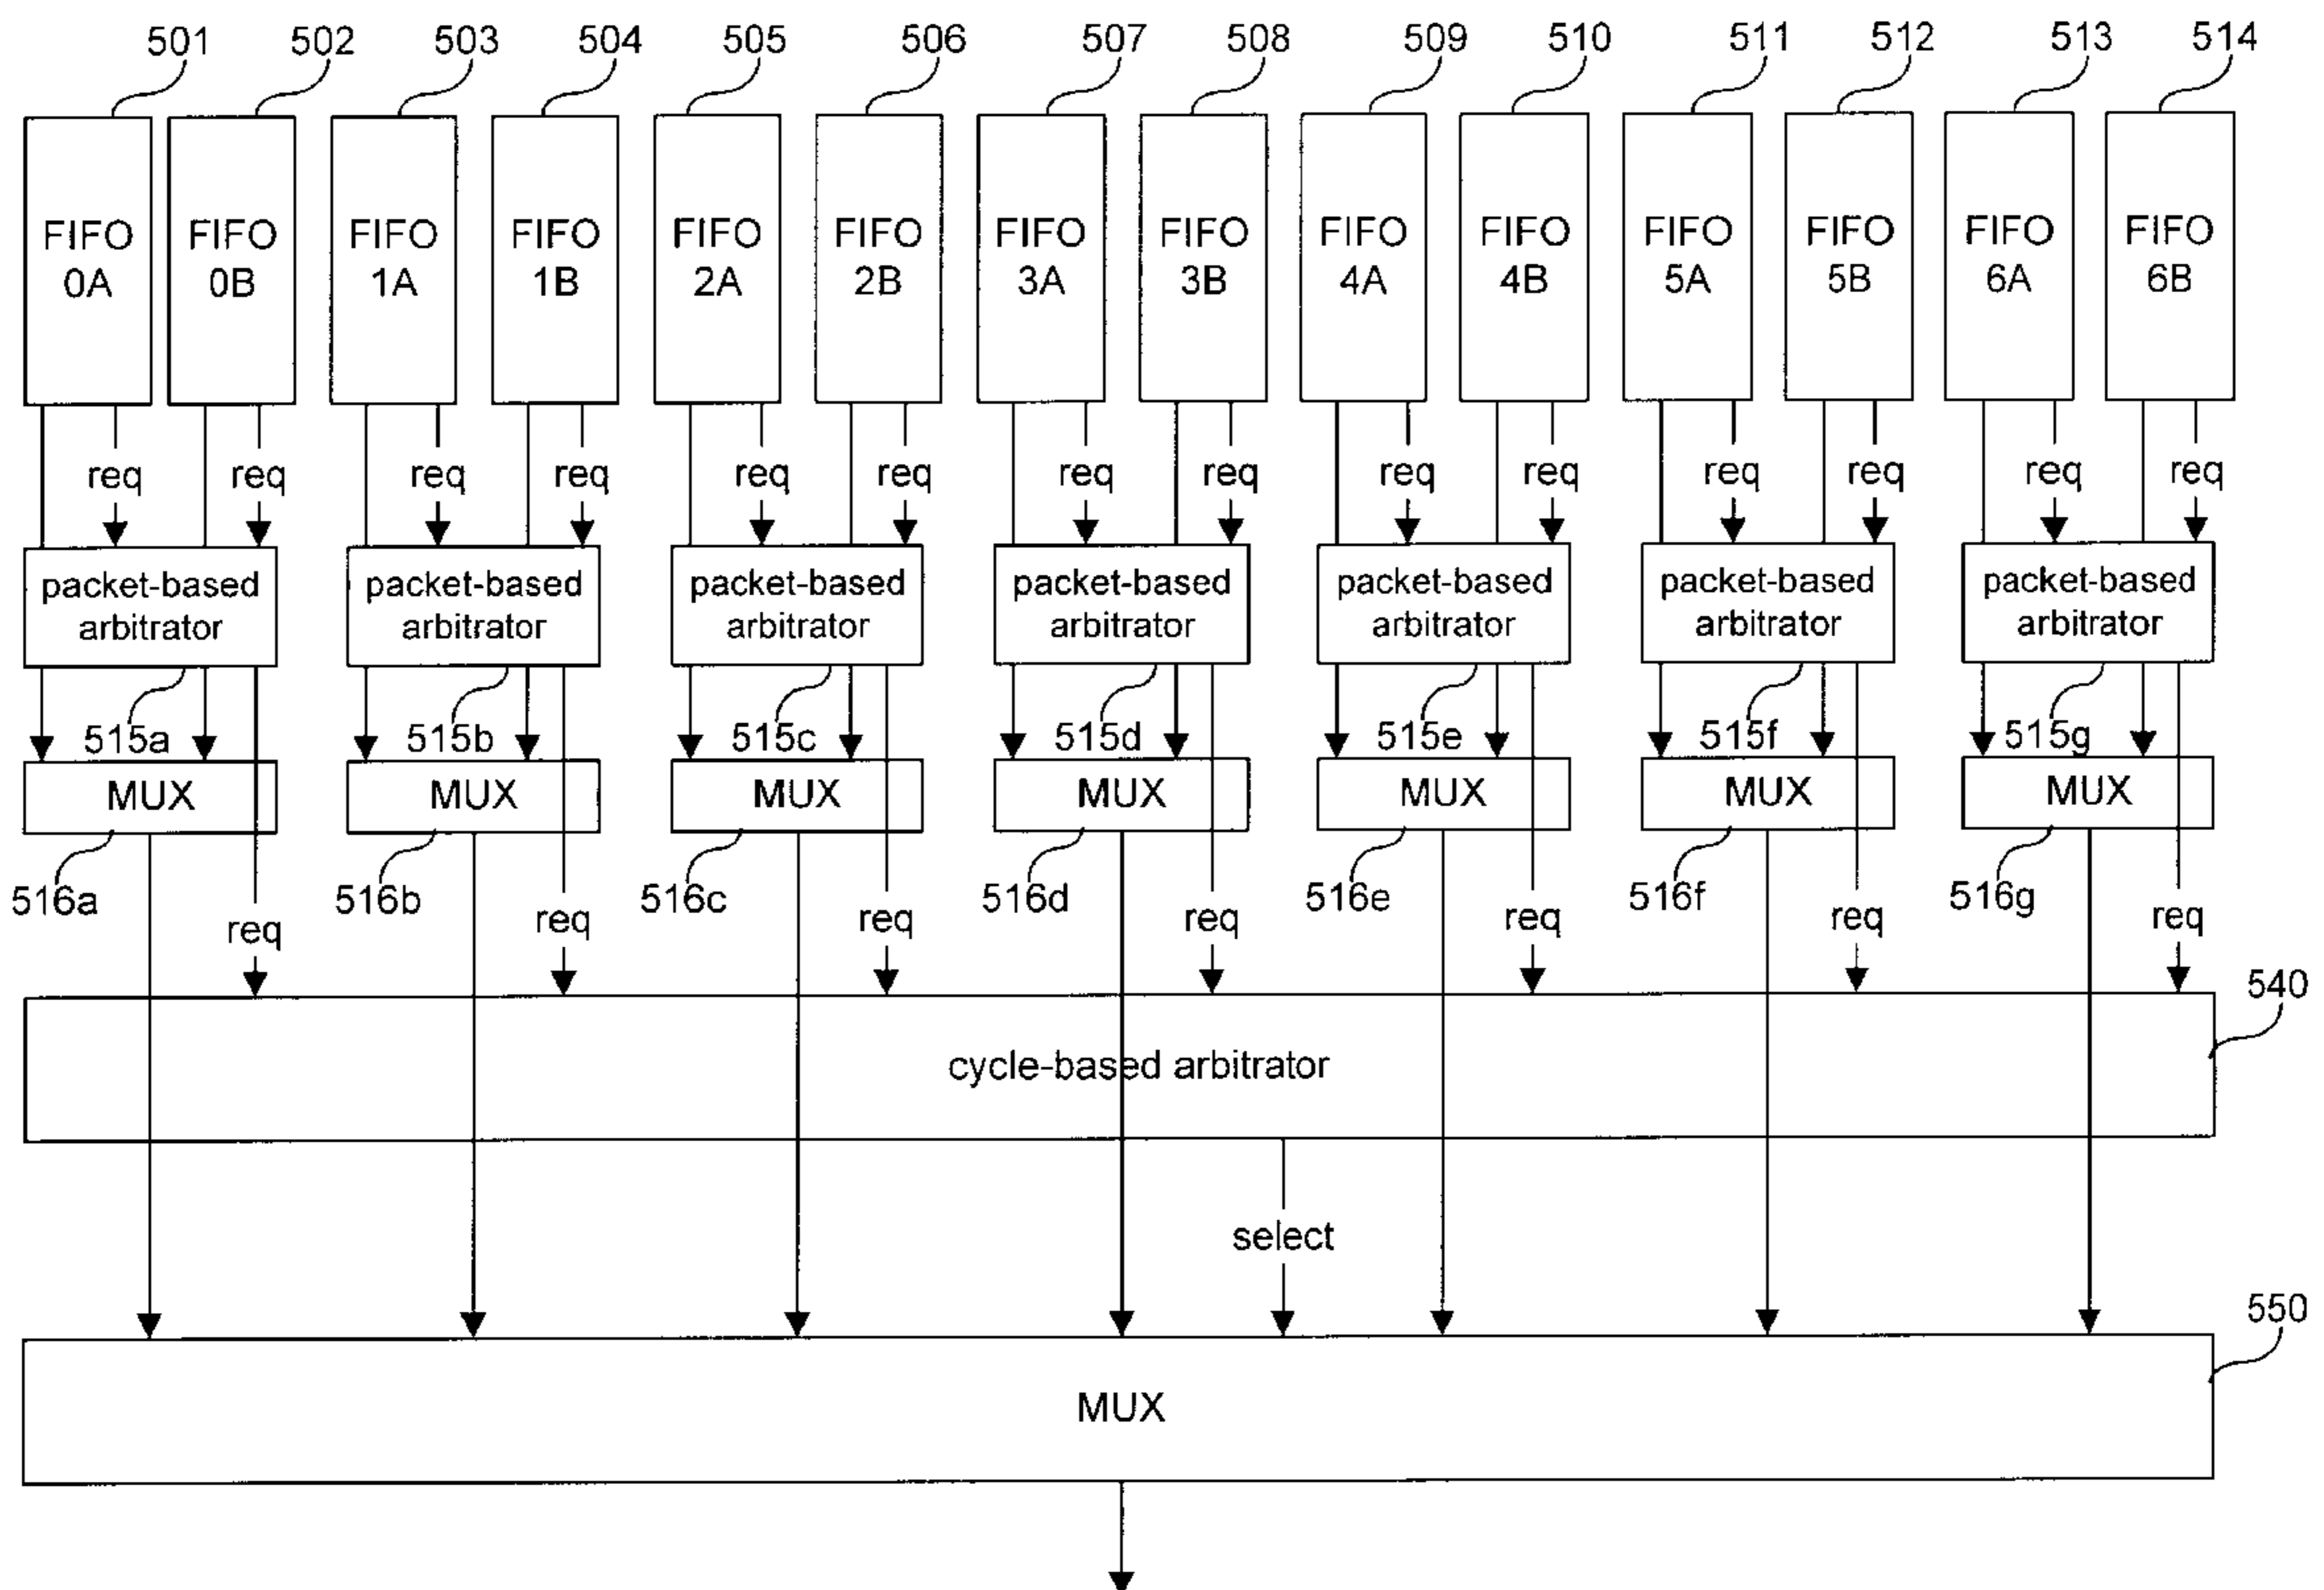 501 502 503 504 505 506 507 508 509 510 511 512 513 514
FIFO 0A
FIFO 0B
FIFO 1A
FIFO 1B
FIFO 2A
FIFO 2B
FIFO 3A
FIFO 3B
FIFO 4A
FIFO 4B
FIFO 5A
FIFO 5B
FIFO 6A
FIFO 6B
req req req req req req req req req req req req req req
packet-based
arbitrator
packet-based
arbitrator
packet-based
arbitrator
packet-based
arbitrator
packet-based
arbitrator
packet-based
arbitrator
packet-based
arbitrator
515a 515b 515c 515d 515e 515f 515g
MUX MUX MUX MUX MUX MUX MUX
516a 516b 516c 516d 516e 516f 516g
req req req req req req req
540
cycle-based arbitrator
select
550
MUX